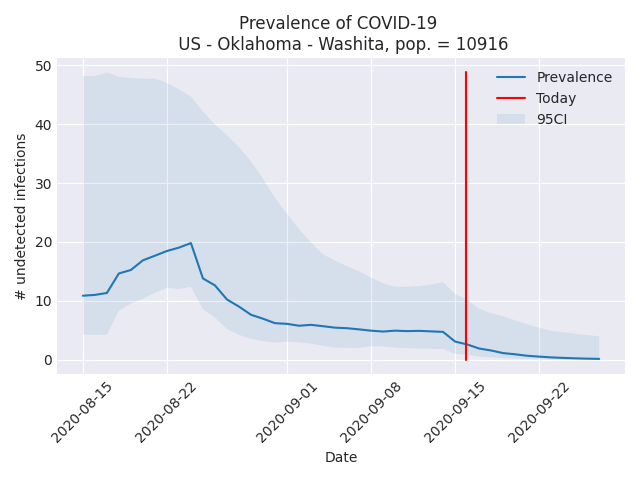 Prevalence of COVID-19
US - Oklahoma - Washita, pop. = 10916
# undetected infections
50
40
30
20
10
0
Prevalence
Today
95CI
2020-08-15
2020-08-22
2020-09-01
2020-09-08
2020-09-15
2020-09-22
Date